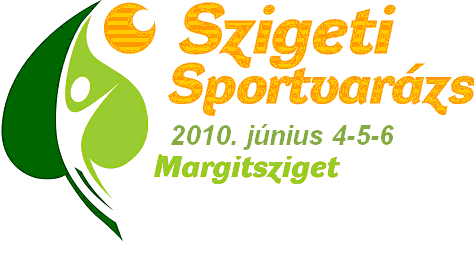 Szigeti
Sportvarázs
2010. június 4-5-6
Margitsziget